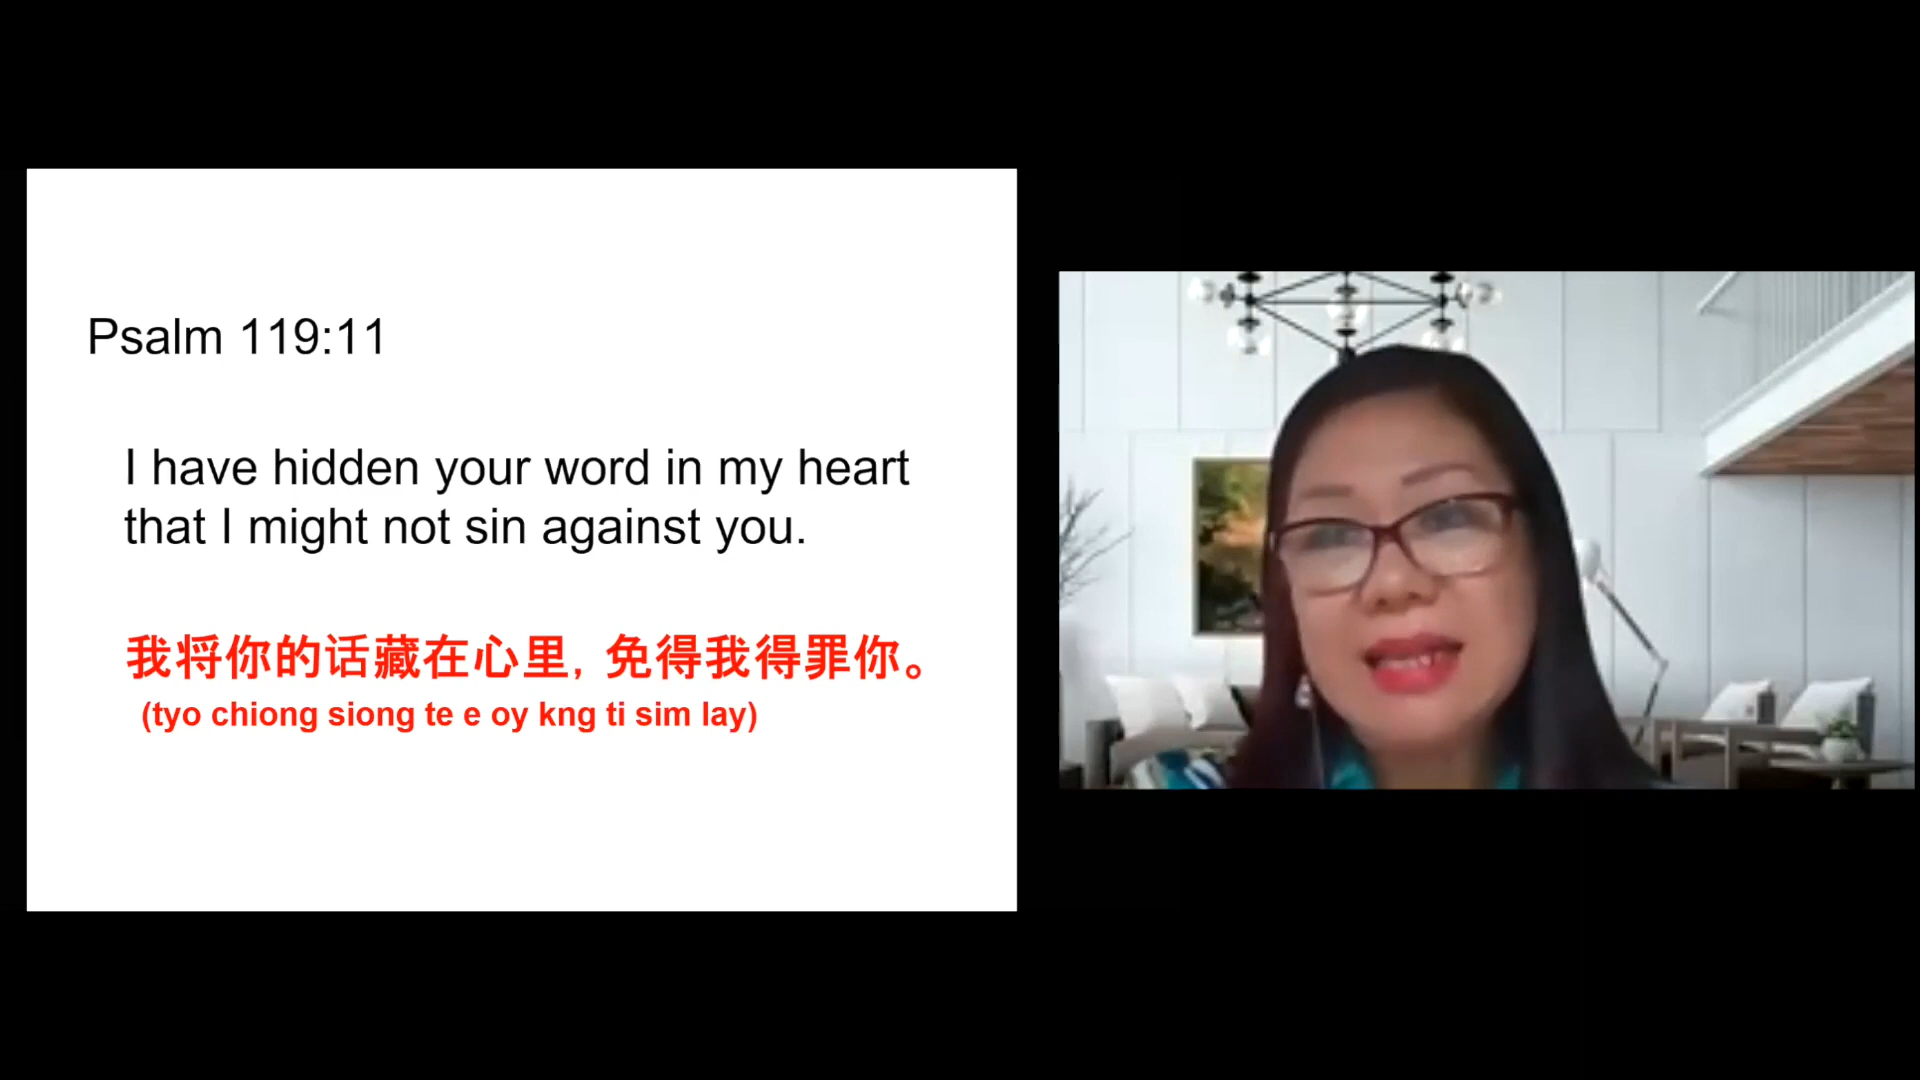 Psalm 119:11
I have hidden your word in my heart
that I might not sin against you.
我将你的话藏在心里, 免得我得罪你。
(tyo chiong siong te e oy kng ti sim lay)